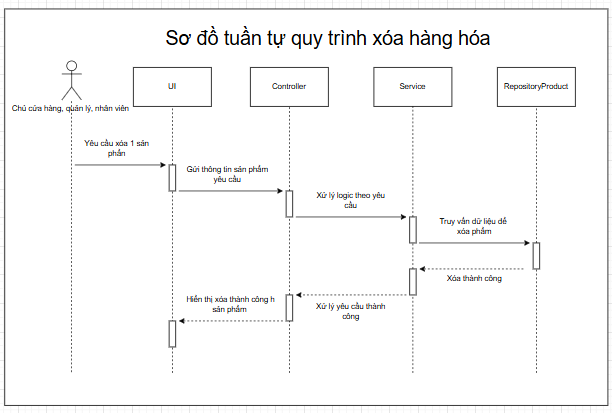 Sơ đồ tuần tự quy trình xóa hàng hóa
UI
Controller
Service
RepositoryProduct
Chủ cửa hàng, quản lý, nhân viên
Yêu cầu xóa 1 sản
phẩn
Gửi thông tin sản phẩm
yêu cầu
Xử lý logic theo yêu
cầu
Truy vấn dữ liệu để
xóa phẩm
Xóa thành công
Hiển thị xóa thành công h
sản phẩm
Xử lý yêu cầu thành
công